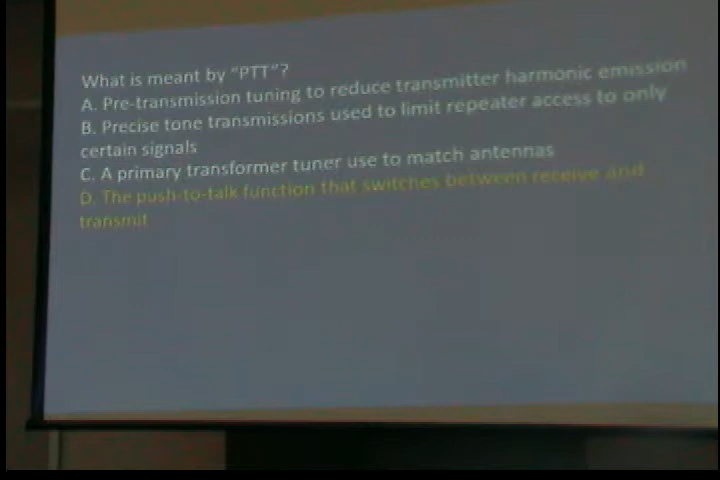 What is meant by "PTT"?
A. Pre-transmission tuning to reduce transmitter harmonic emission
B. Precise tone transmissions used to limit repeater access to only
certain signals
C. A primary transformer tuner use to match antennas
D. The push-to-talk function that switches between receive and
transmit